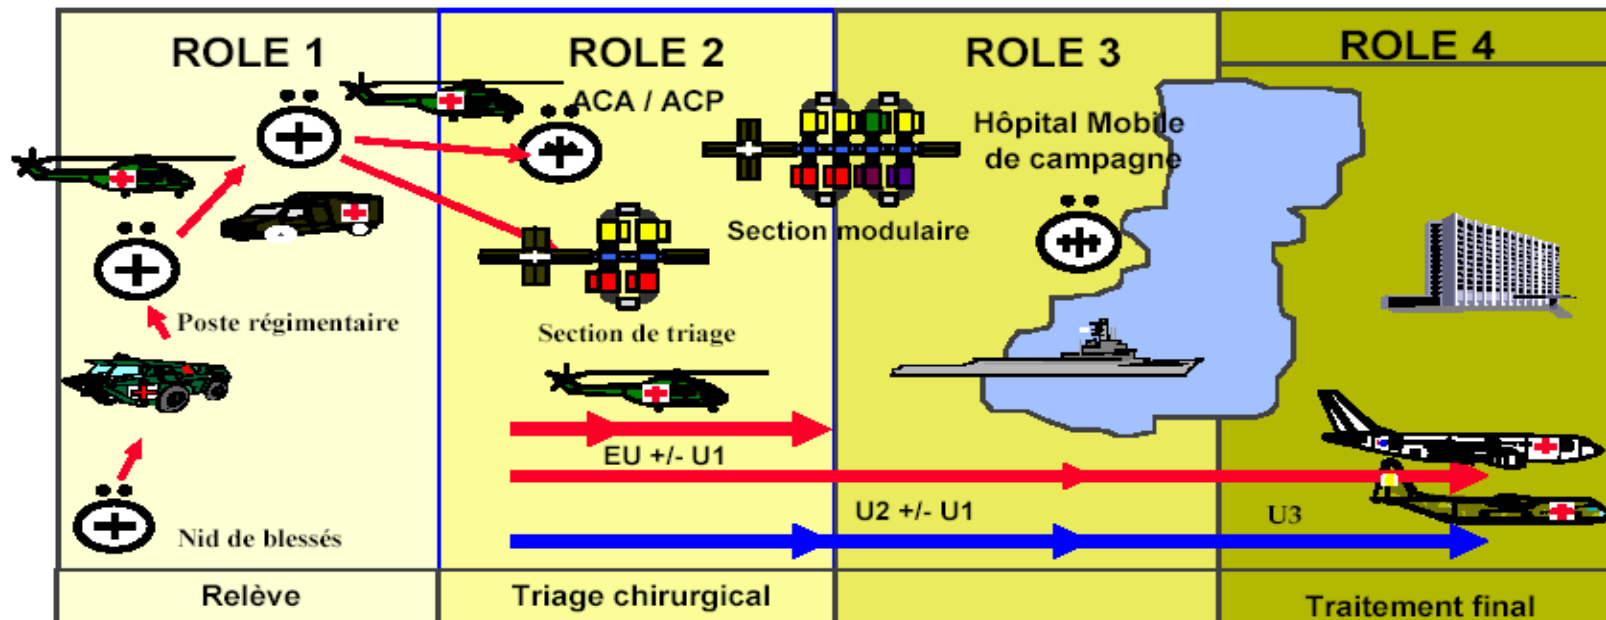 ROLE 1
ROLE 2
ROLE 3
ROLE 4
ACA / ACP
Hôpital Mobile
de campagne
Section modulaire
Poste régimentaire
Section de triage
EU +/- U1
U2 +/- U1
U3
Nid de blessés
Relève
Triage chirurgical
Traitement final